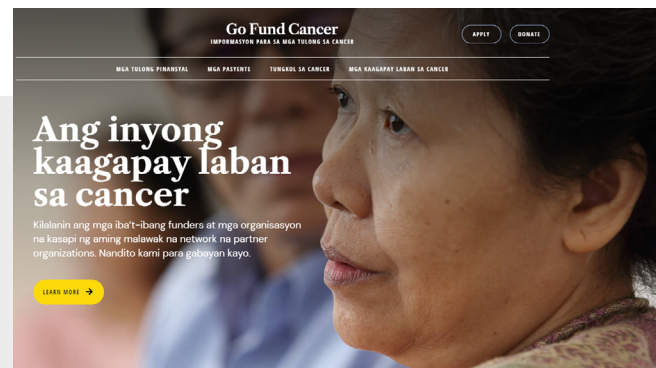 Go Fund Cancer
IMPORMASYON PARA SA MGA TULONG SA CANCER
APPLY
DONATE
MGA TULONG PINANSYAL
MGA PASYENTE
TUNGKOL SA CANCER
MGA KAAGAPAY LABAN SA CANCER
Ang inyong
kaagapay laban
sa cancer
Kilalanin ang mga iba't-ibang funders at mga organisasyon
na kasapi ng aming malawak na network na partner
organizations. Nandito kami para gabayan kayo.
LEARN MORE